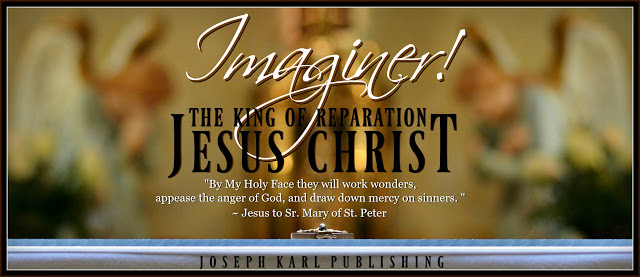 Imaginer!
THE KING OF REPARATION
JESUS CHRIST
"By My Holy Face they will work wonders,
appease the anger of God, and draw down mercy on sinners. "
~ Jesus to Sr. Mary of St. Peter
JOSEPH KARL PUBLISHING